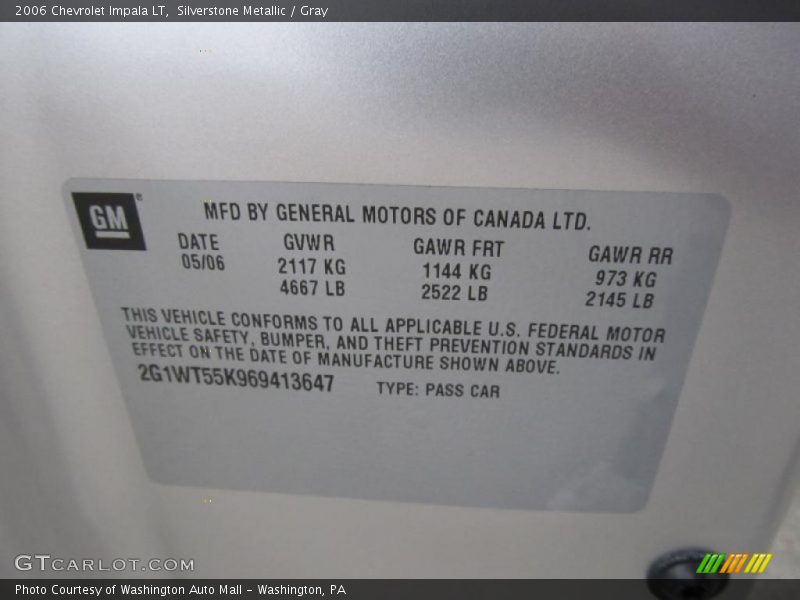 2006 Chevrolet Impala LT, Silverstone Metallic / Gray
GM®
MFD BY GENERAL MOTORS OF CANADA LTD.
DATE GVWR GAWR FRT GAWR RR
05/06 2117 KG 1144 KG 973 KG
4667 LB 2522 LB 2145 LB
THIS VEHICLE CONFORMS TO ALL APPLICABLE U.S. FEDERAL MOTOR
VEHICLE SAFETY, BUMPER, AND THEFT PREVENTION STANDARDS IN
EFFECT ON THE DATE OF MANUFACTURE SHOWN ABOVE.
2G1WT55K969413647 TYPE: PASS CAR
GTCARLOT.COM
Photo Courtesy of Washington Auto Mall - Washington, PA